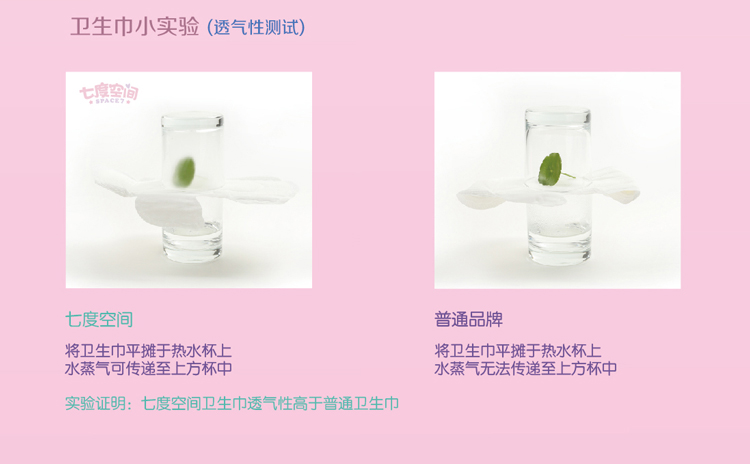 卫生巾小实验 (透气性测试)
七度空间
SPACE7
七度空间
普通品牌
将卫生巾平摊于热水杯上
水蒸气可传递至上方杯中
将卫生巾平摊于热水杯上
水蒸气无法传递至上方杯中
实验证明：七度空间卫生巾透气性高于普通卫生巾